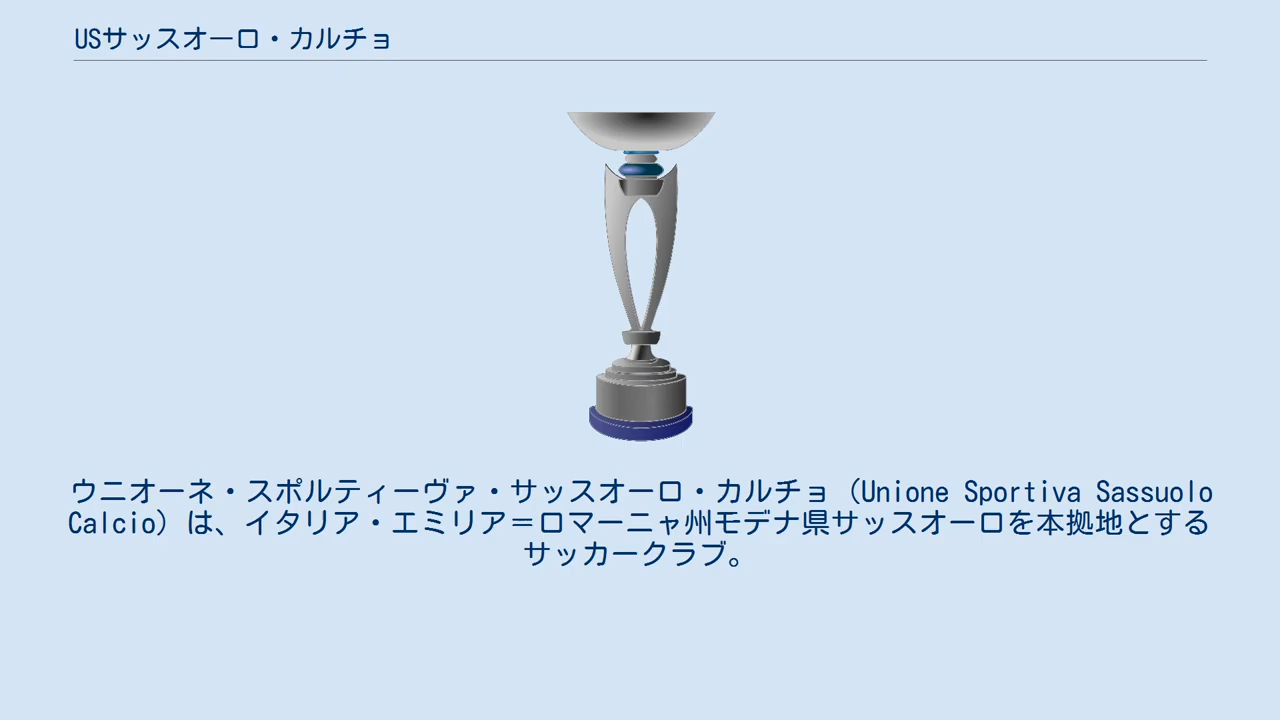 USサッスオーロ・カルチョ
ウニオーネ・スポルティーヴァ・サッスオーロ・カルチョ（Unione Sportiva Sassuolo
Calcio）は、イタリア・エミリア＝ロマーニャ州モデナ県サッスオーロを本拠地とする
サッカークラブ。